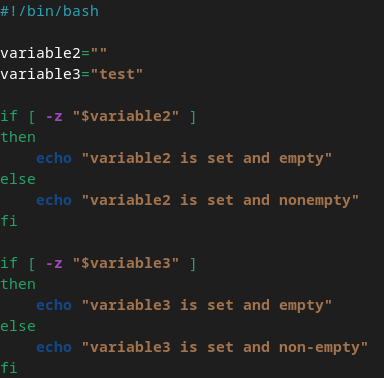 #!/bin/bash

variable2=""
variable3="test"

if [ -z "$variable2" ]
then
    echo "variable2 is set and empty"
else
    echo "variable2 is set and nonempty"
fi

if [ -z "$variable3" ]
then
    echo "variable3 is set and empty"
else
    echo "variable3 is set and non-empty"
fi